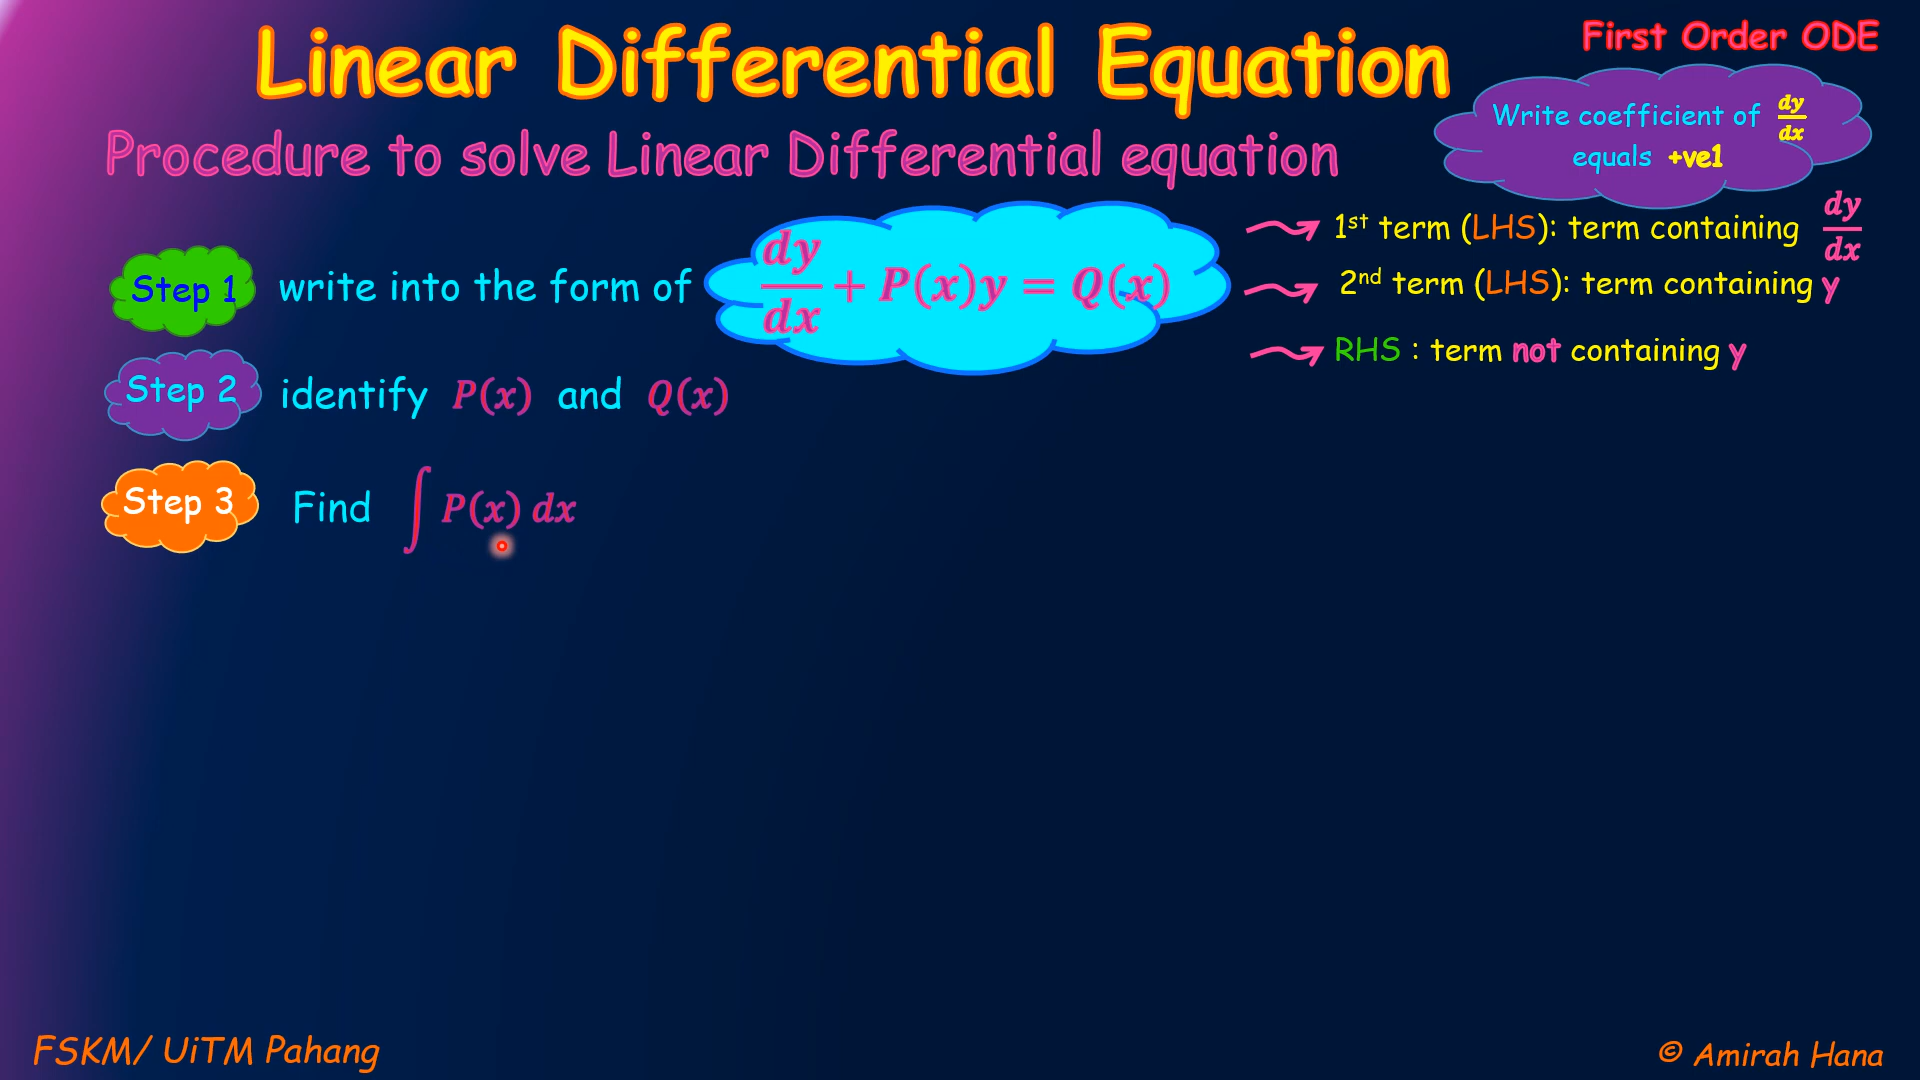 Linear Differential Equation
First Order ODE
Procedure to solve Linear Differential equation
Write coefficient of dy/dx
equals +ve1
Step 1 write into the form of dy/dx + P(x)y = Q(x)
1st term (LHS): term containing dy/dx
2nd term (LHS): term containing y
RHS : term not containing y
Step 2 identify P(x) and Q(x)
Step 3 Find ∫ P(x) dx
FSKM/ UiTM Pahang
© Amirah Hana